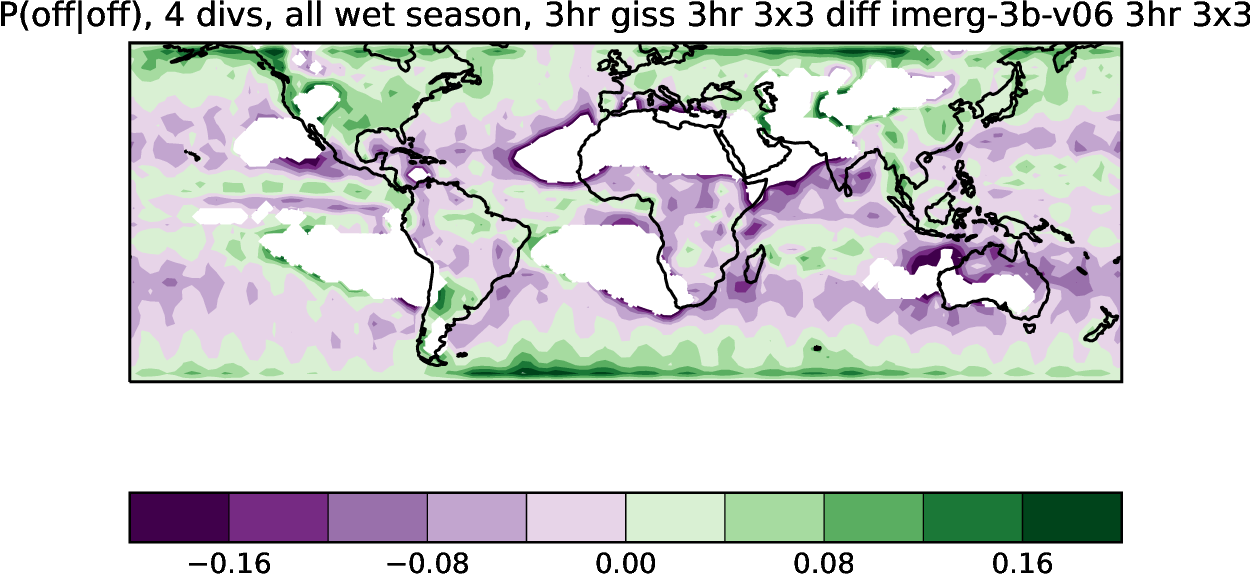 P(off|off), 4 divs, all wet season, 3hr giss 3hr 3x3 diff imerg-3b-v06 3hr 3x3
−0.16 −0.08 0.00 0.08 0.16